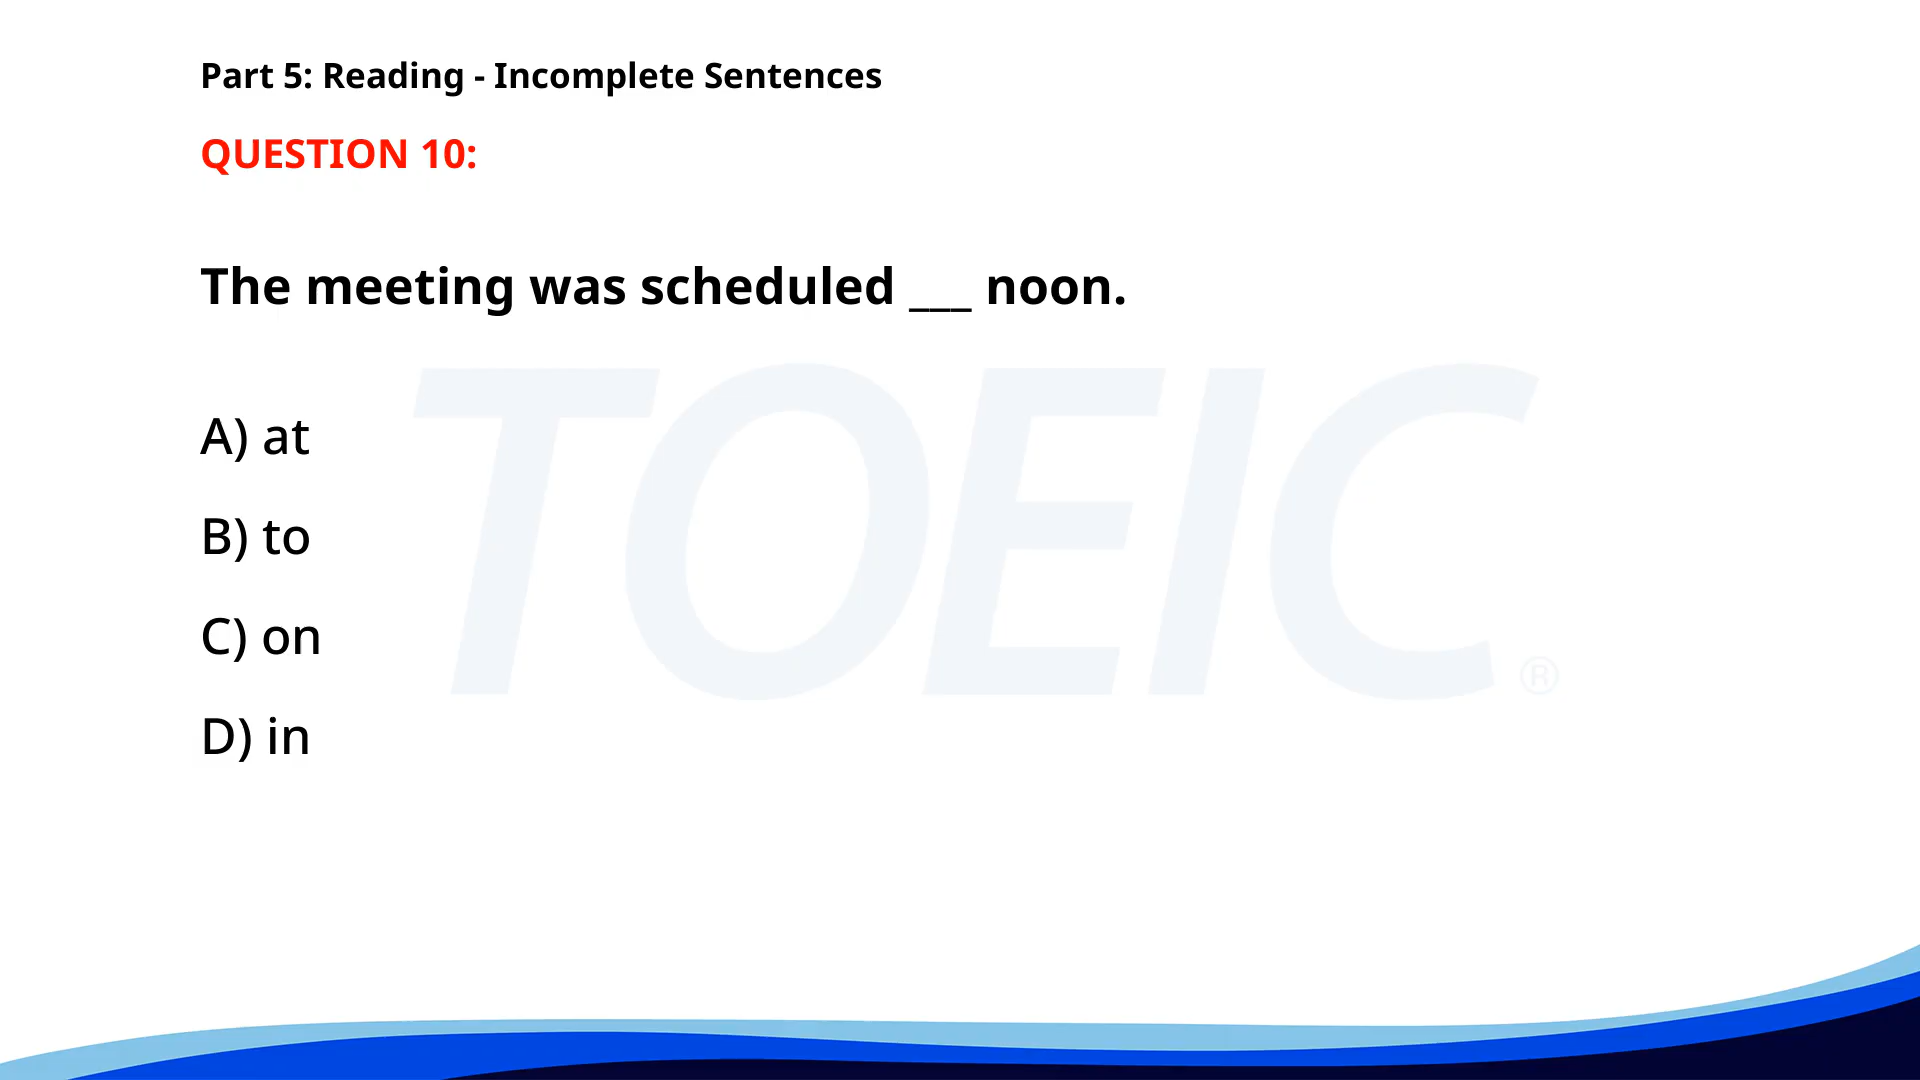 Part 5: Reading - Incomplete Sentences
QUESTION 10:
The meeting was scheduled ___ noon.
TOEIC®
A) at
B) to
C) on
D) in